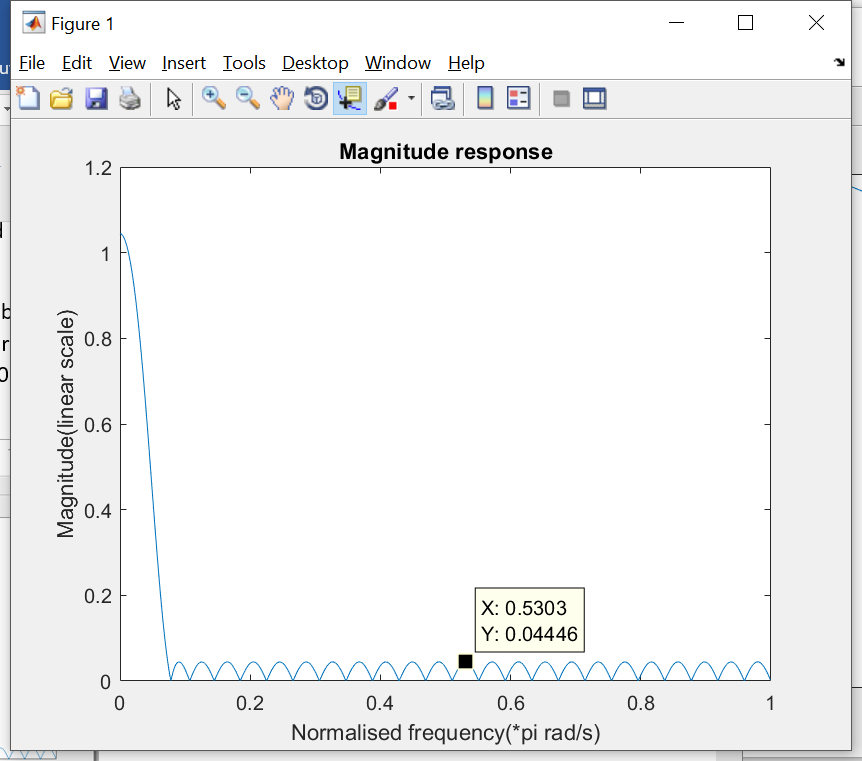 Figure 1
File Edit View Insert Tools Desktop Window Help
Magnitude response
1.2
1
0.8
0.6
0.4
0.2
0
Magnitude(linear scale)
X: 0.5303
Y: 0.04446
0 0.2 0.4 0.6 0.8 1
Normalised frequency(*pi rad/s)